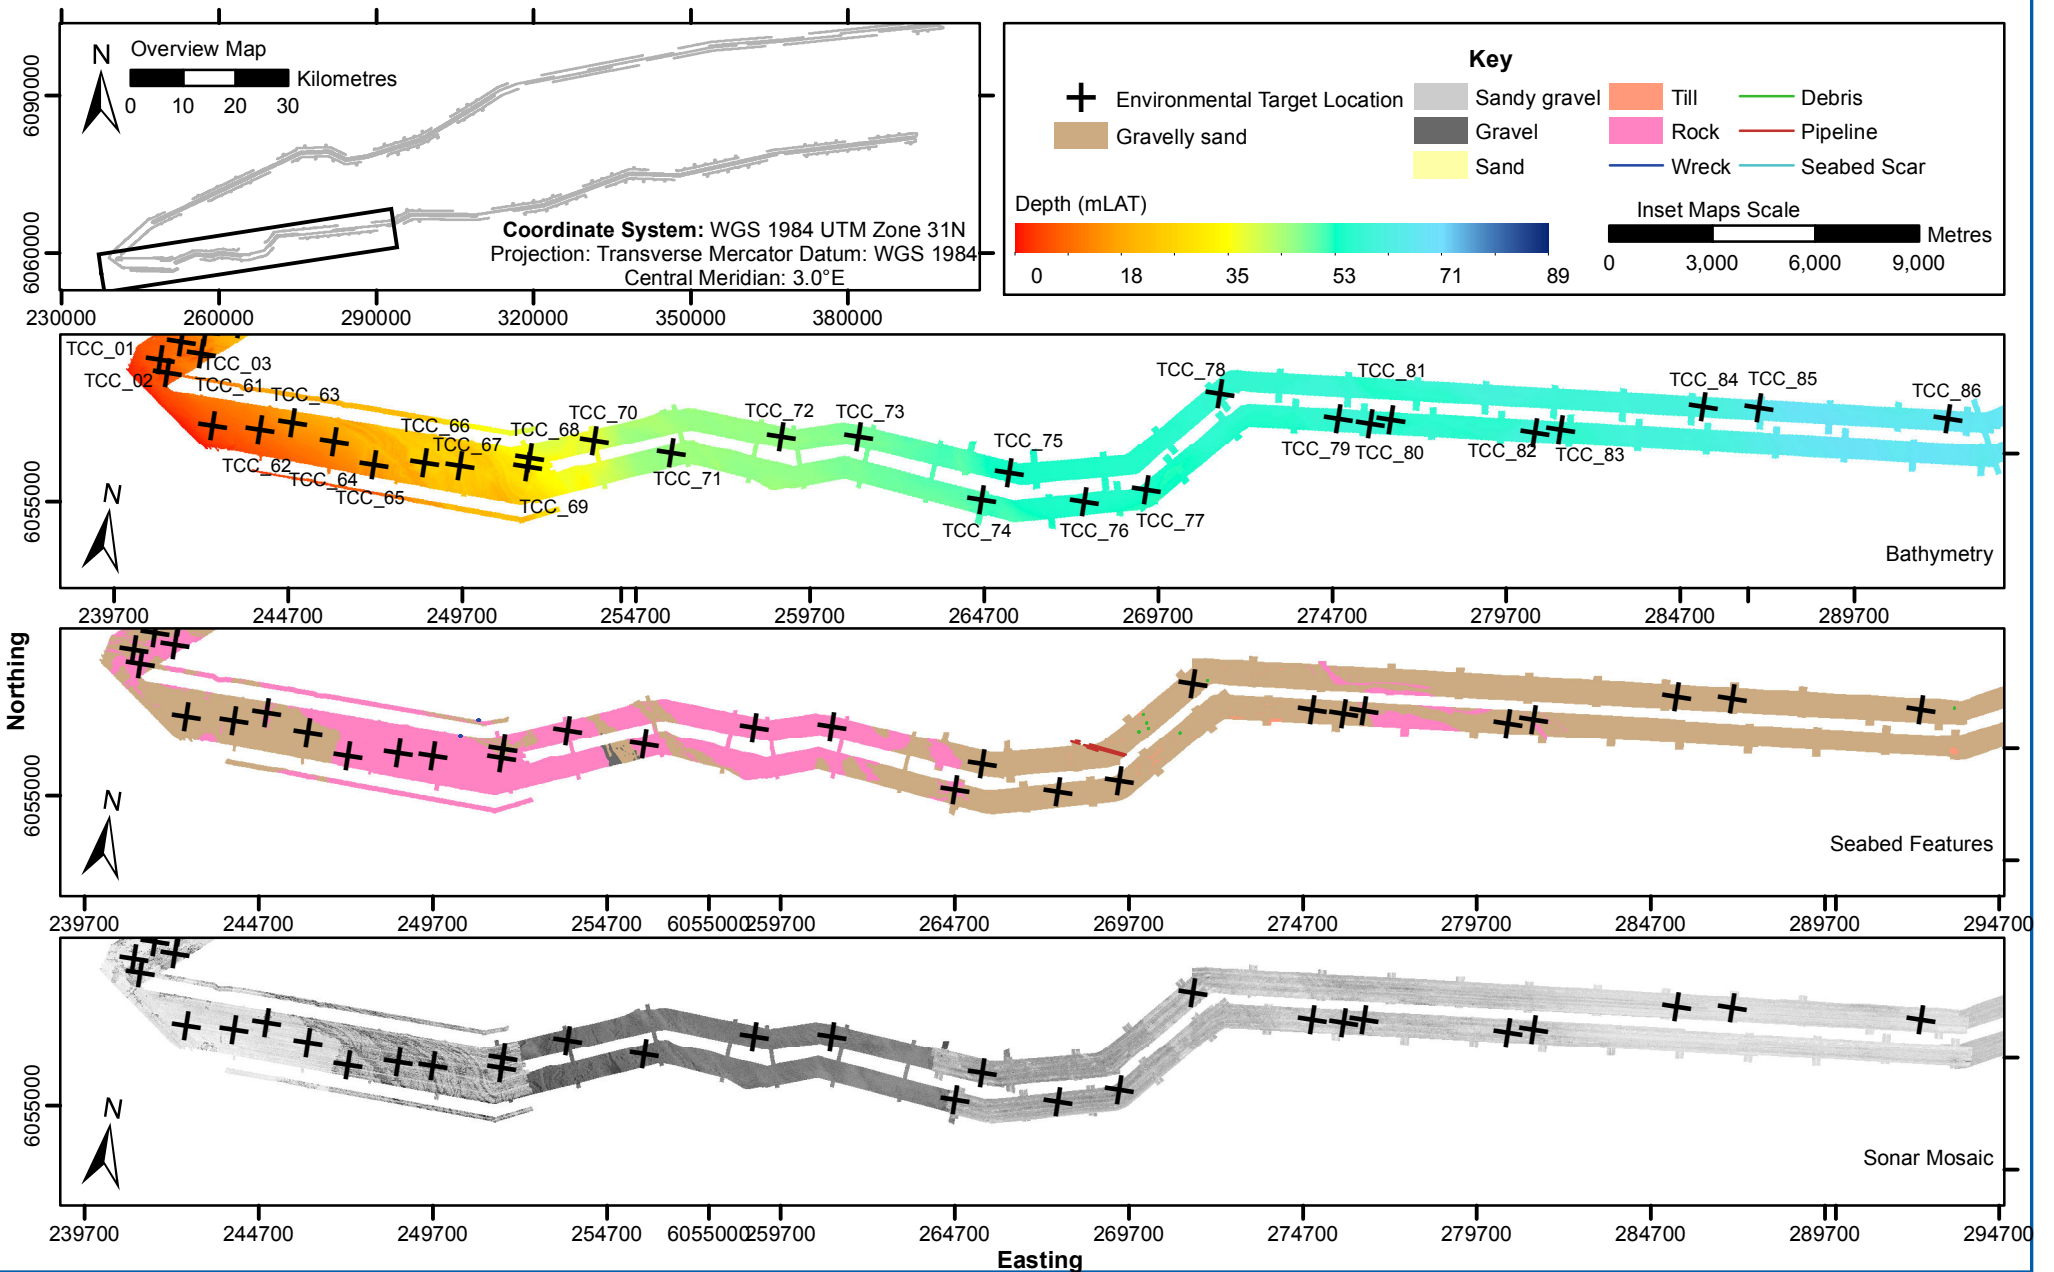 Overview Map
N
Kilometres
0 10 20 30
6090000
6060000
Coordinate System: WGS 1984 UTM Zone 31N
Projection: Transverse Mercator Datum: WGS 1984
Central Meridian: 3.0°E
230000 260000 290000 320000 350000 380000
Key
Environmental Target Location
Gravelly sand
Sandy gravel
Gravel
Sand
Till
Rock
Wreck
Debris
Pipeline
Seabed Scar
Depth (mLAT)
0 18 35 53 71 89
Inset Maps Scale
Metres
0 3,000 6,000 9,000
TCC_01
TCC_02
TCC_03
TCC_61
TCC_63
TCC_66
TCC_67
TCC_68
TCC_70
TCC_72
TCC_73
TCC_75
TCC_78
TCC_81
TCC_84
TCC_85
TCC_86
TCC_62
TCC_64
TCC_65
TCC_69
TCC_71
TCC_74
TCC_76
TCC_77
TCC_79
TCC_80
TCC_82
TCC_83
6055000
N
Bathymetry
239700 244700 249700 254700 259700 264700 269700 274700 279700 284700 289700
Northing
6055000
N
Seabed Features
239700 244700 249700 254700 6055000 259700 264700 269700 274700 279700 284700 289700 294700
6055000
N
Sonar Mosaic
239700 244700 249700 254700 6055000 259700 264700 269700 274700 279700 284700 289700 294700
Easting